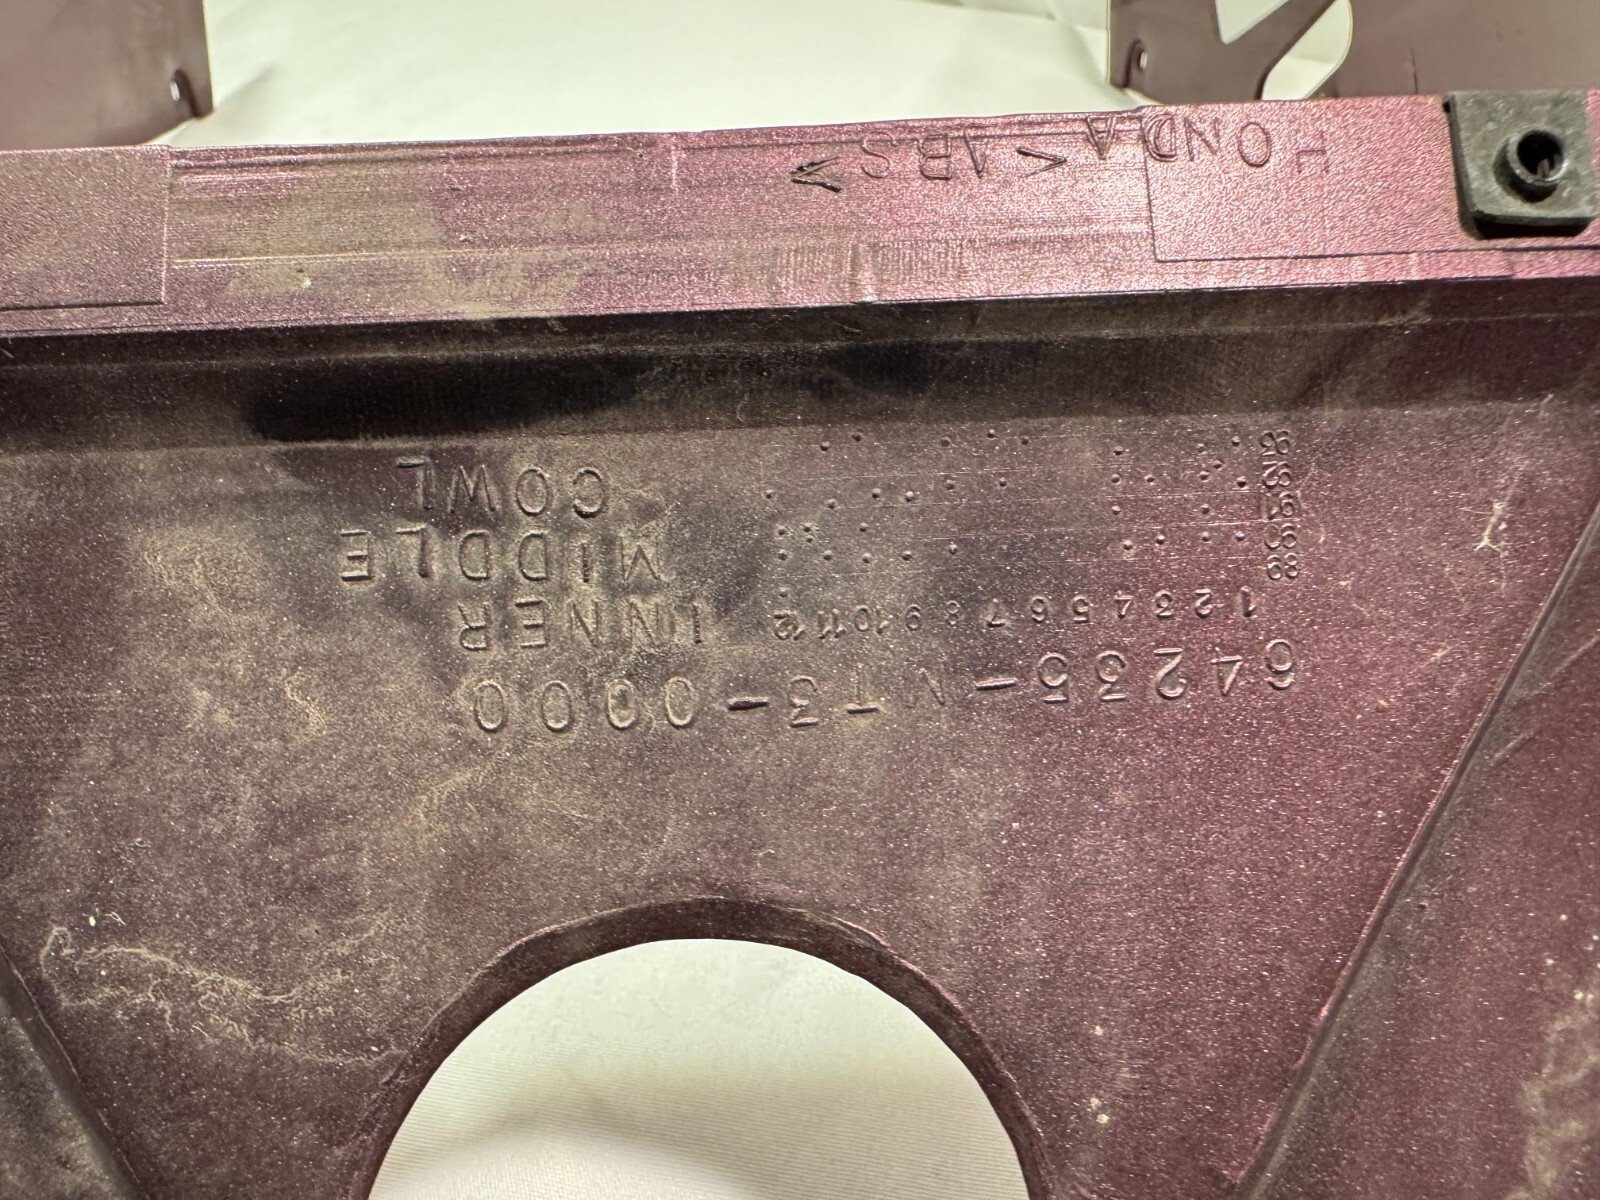 64235-MT3-0000
1 2 3 4 5 6 7 8 9 10 11 12
INNER
MIDDLE
COWL
HONDA >ABS<